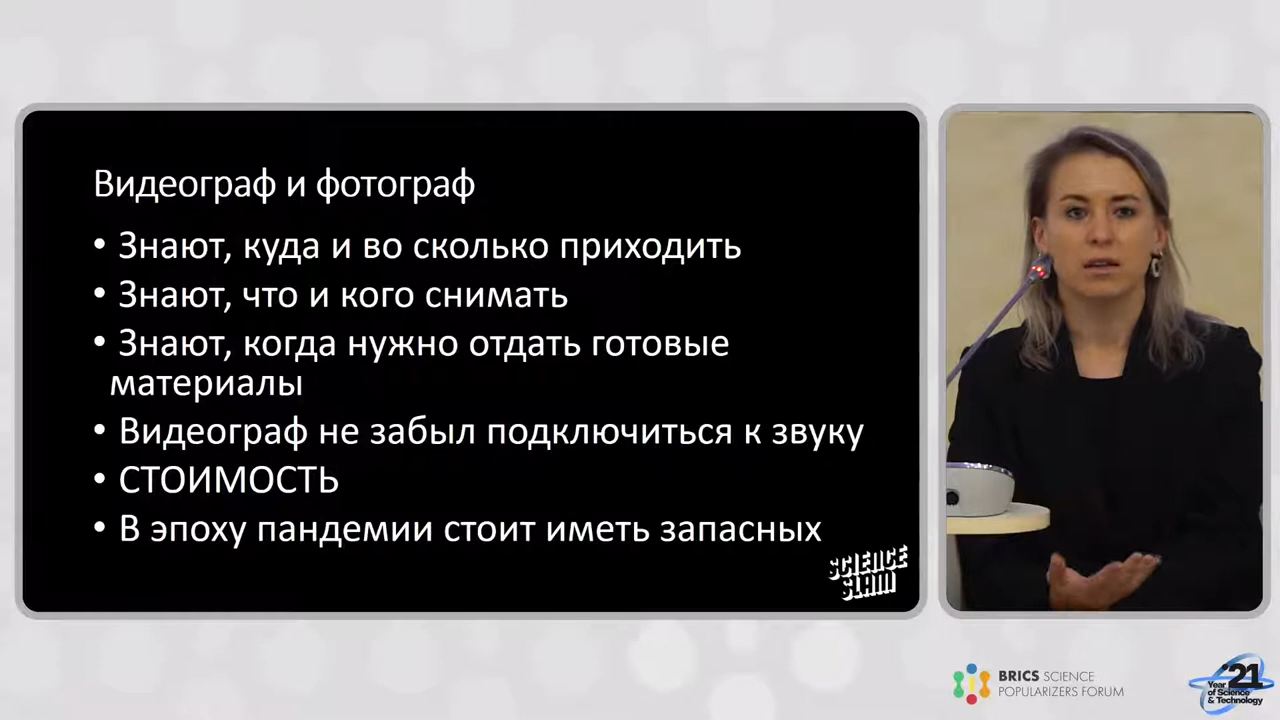 Видеограф и фотограф
• Знают, куда и во сколько приходить
• Знают, что и кого снимать
• Знают, когда нужно отдать готовые
материалы
• Видеограф не забыл подключиться к звуку
• СТОИМОСТЬ
• В эпоху пандемии стоит иметь запасных
SCIENCE
SLAM
BRICS SCIENCE
POPULARIZERS FORUM
'21
Year
of Science
& Technology